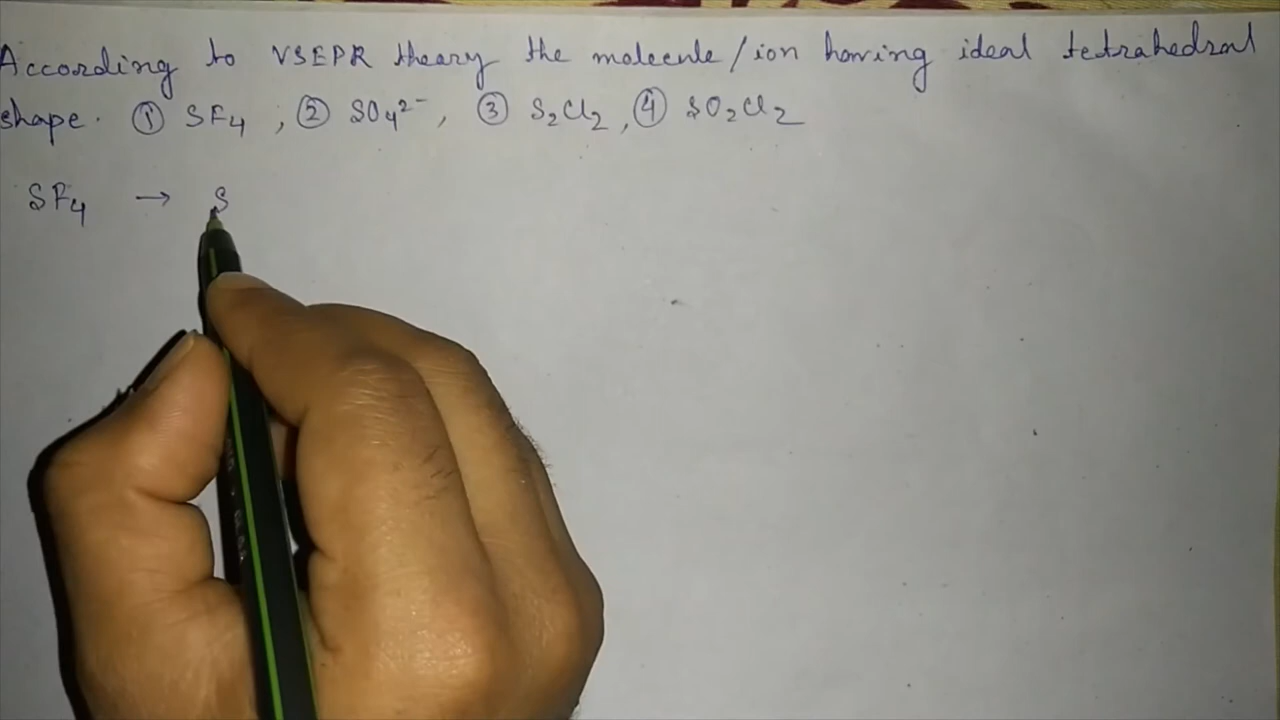 According to VSEPR theory the molecule/ion having ideal tetrahedral
shape. ① SF₄, ② SO₄²⁻, ③ S₂Cl₂, ④ SO₂Cl₂
SF₄ → S